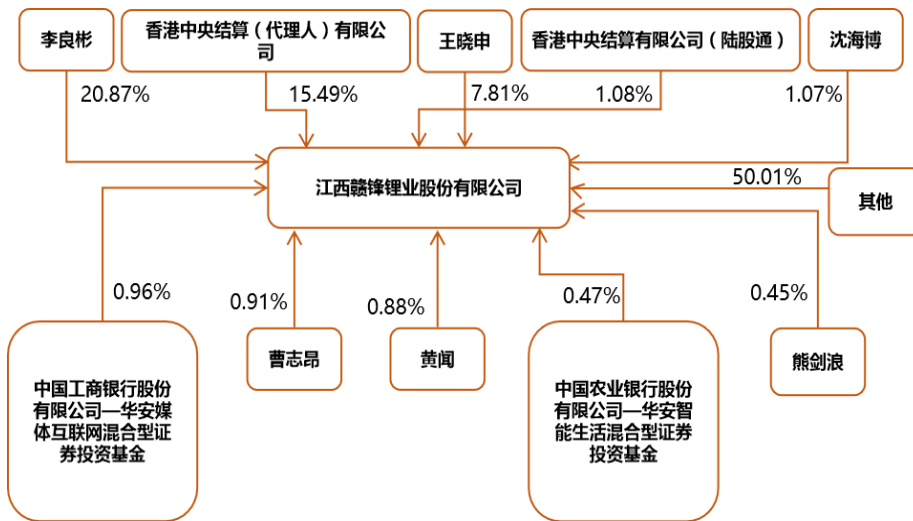 李良彬
香港中央结算（代理人）有限公
司
王晓申
香港中央结算有限公司（陆股通）
沈海博
20.87%
15.49%
7.81%
1.08%
1.07%
江西赣锋锂业股份有限公司
50.01%
其他
0.96%
0.91%
0.88%
0.47%
0.45%
中国工商银行股份
有限公司—华安媒
体互联网混合型证
券投资基金
曹志昂
黄闻
中国农业银行股份
有限公司—华安智
能生活混合型证券
投资基金
熊剑浪